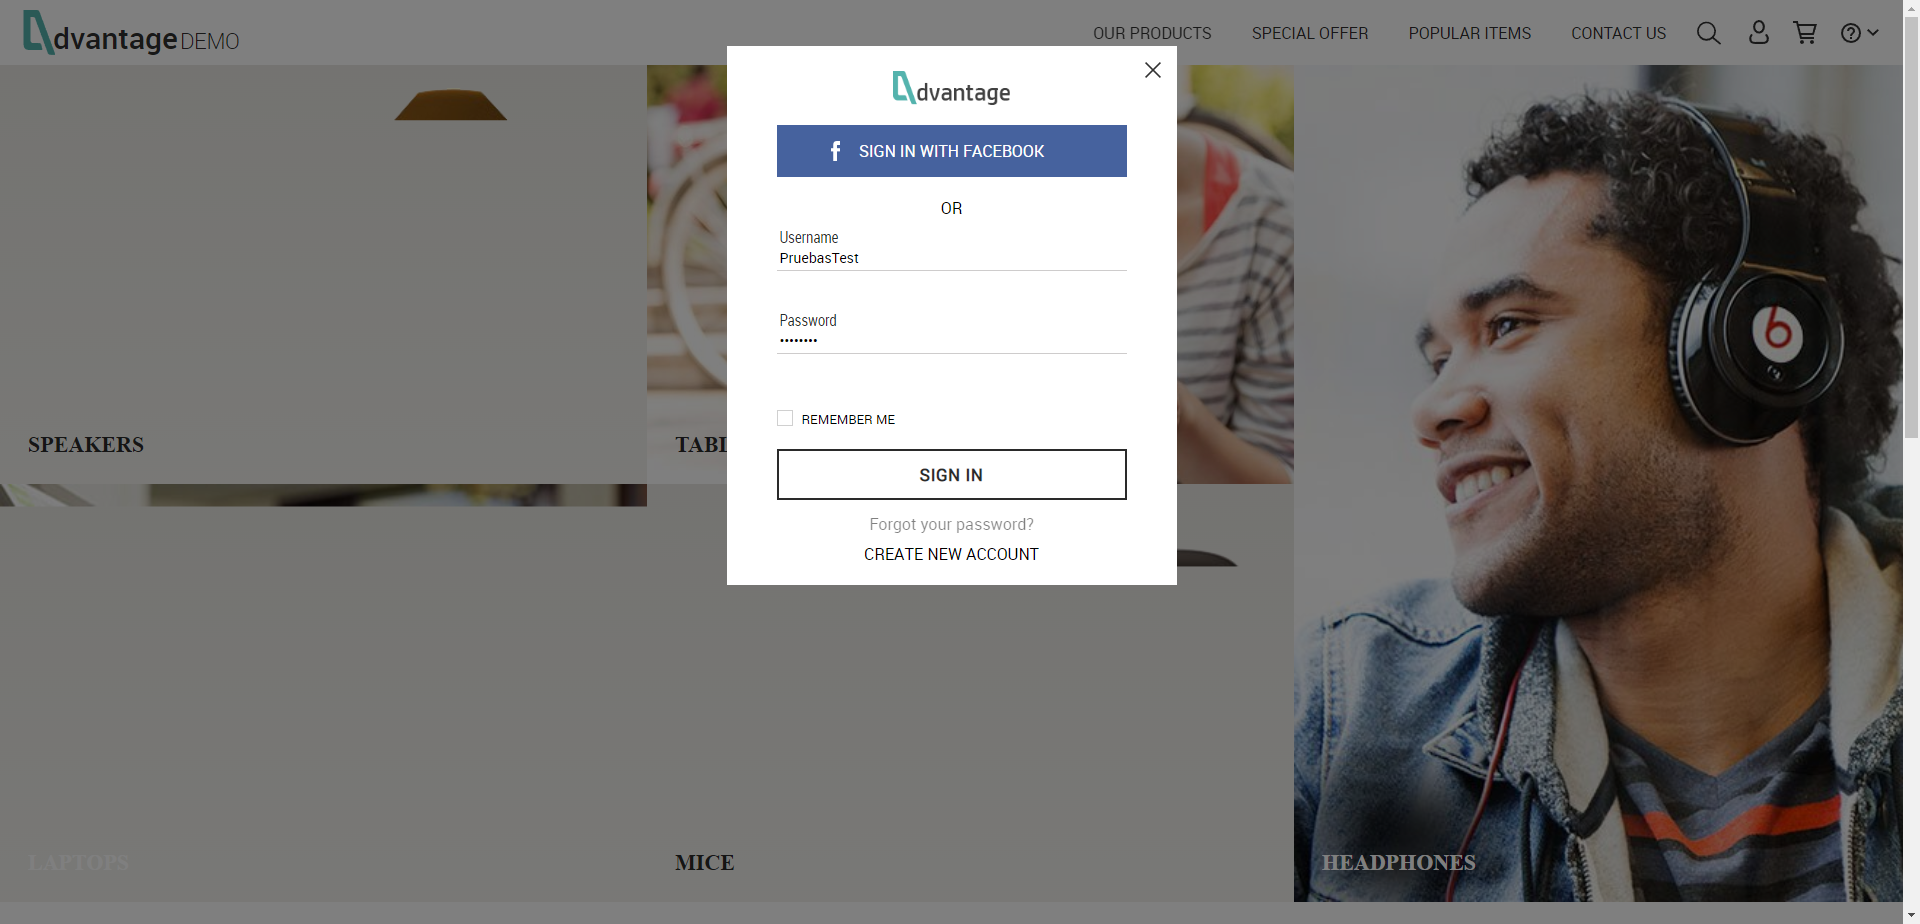 dvantage DEMO
OUR PRODUCTS
SPECIAL OFFER
POPULAR ITEMS
CONTACT US
dvantage
SIGN IN WITH FACEBOOK
OR
Username
PruebasTest
Password
••••••••
REMEMBER ME
SIGN IN
Forgot your password?
CREATE NEW ACCOUNT
SPEAKERS
TABL
LAPTOPS
MICE
HEADPHONES